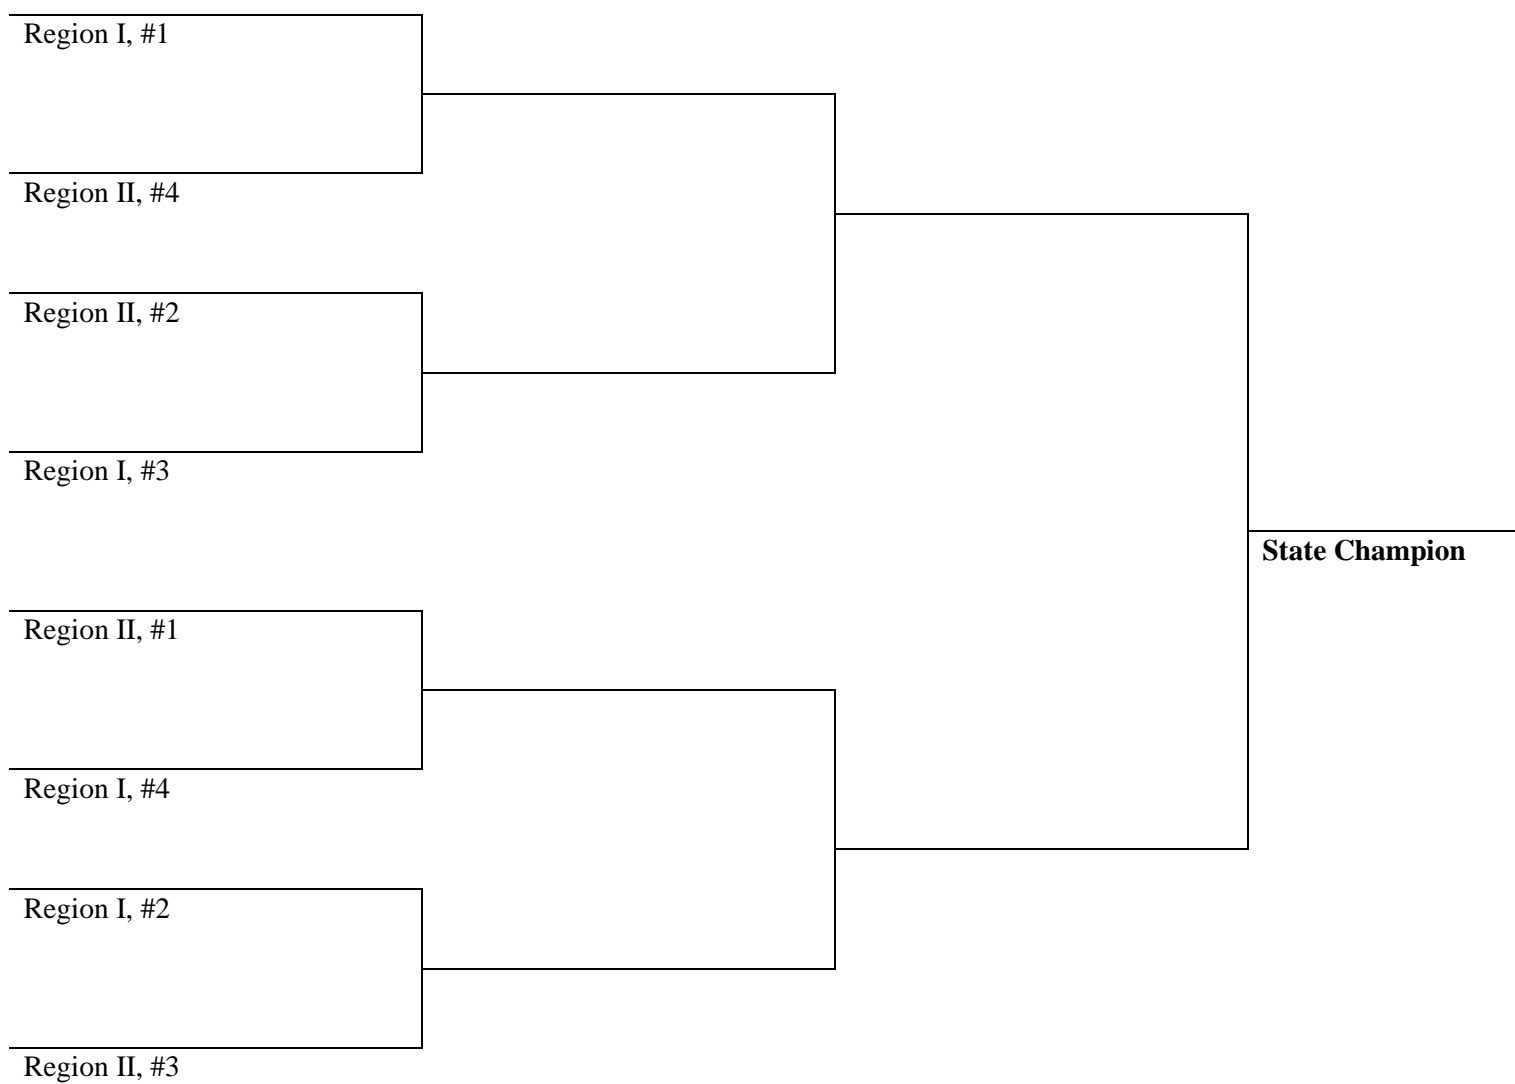 Region I, #1
Region II, #4
Region II, #2
Region I, #3
State Champion
Region II, #1
Region I, #4
Region I, #2
Region II, #3